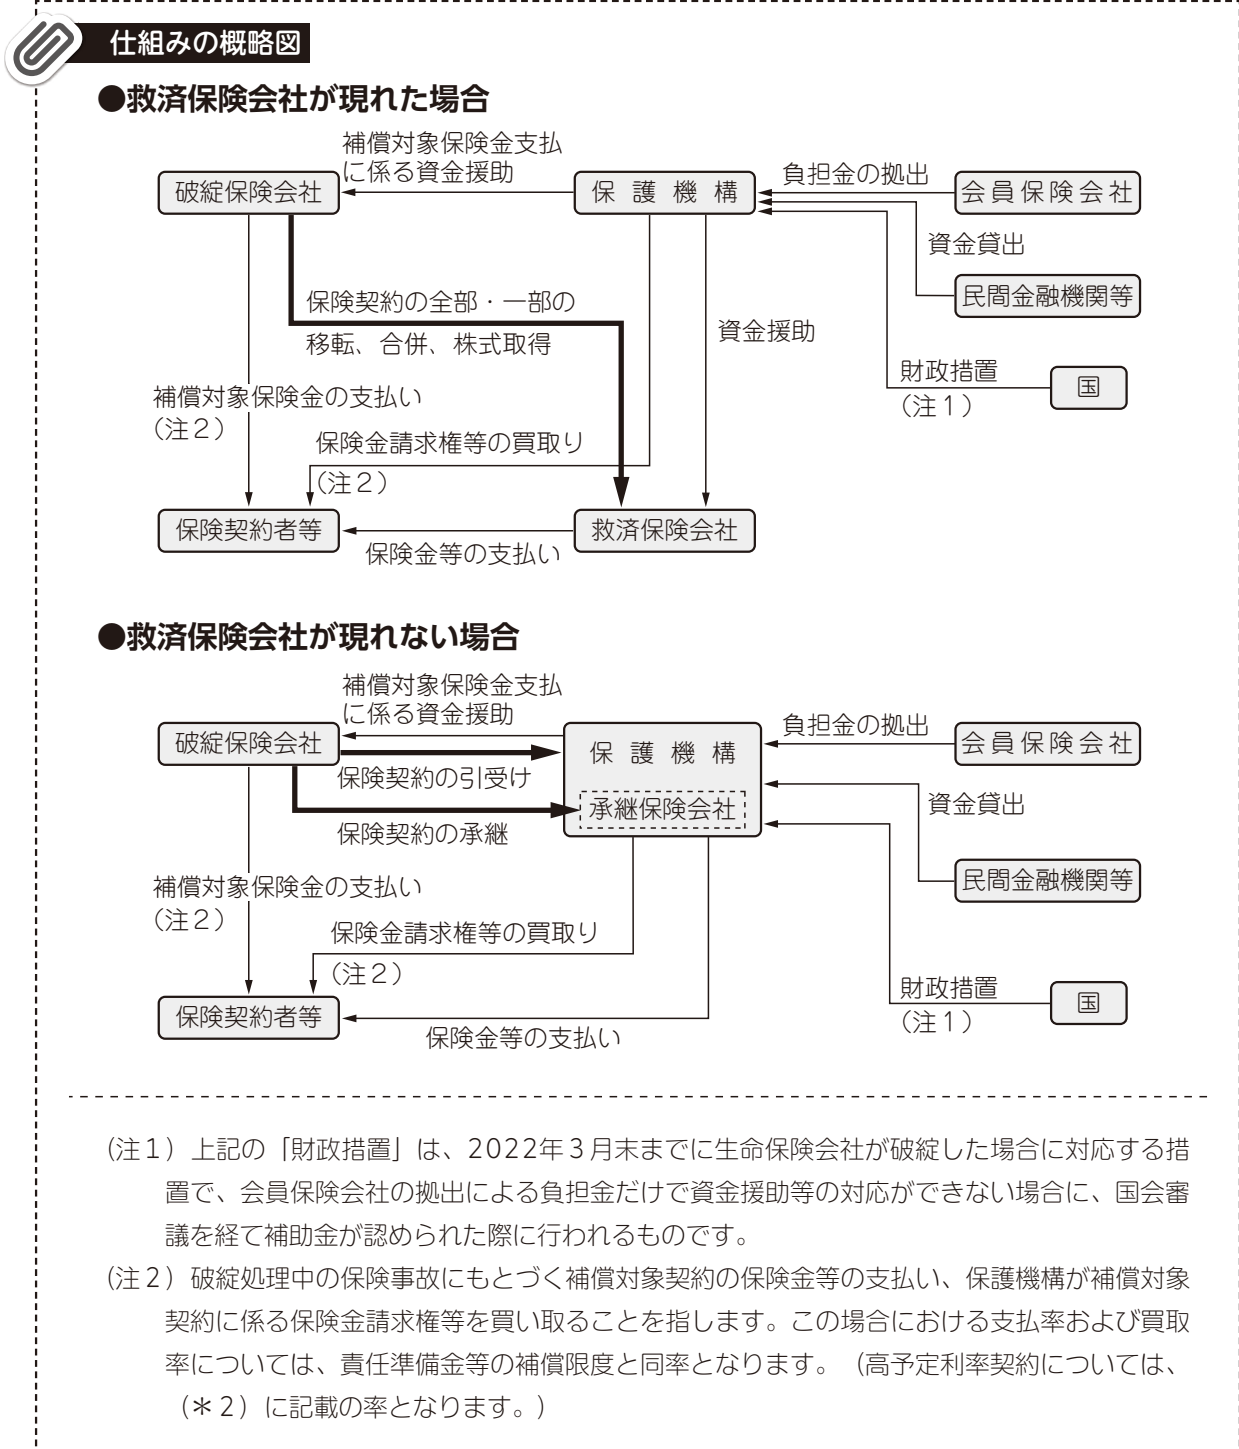 仕組みの概略図
●救済保険会社が現れた場合
補償対象保険金支払
に係る資金援助
破綻保険会社
保護機構
負担金の拠出
会員保険会社
資金貸出
民間金融機関等
保険契約の全部・一部の
移転、合併、株式取得
資金援助
財政措置
（注１）
国
補償対象保険金の支払い
（注２）
保険金請求権等の買取り
（注２）
保険契約者等
救済保険会社
保険金等の支払い
●救済保険会社が現れない場合
補償対象保険金支払
に係る資金援助
破綻保険会社
保護機構
負担金の拠出
会員保険会社
保険契約の引受け
承継保険会社
資金貸出
保険契約の承継
民間金融機関等
補償対象保険金の支払い
（注２）
保険金請求権等の買取り
（注２）
財政措置
（注１）
国
保険契約者等
保険金等の支払い
（注１）上記の「財政措置」は、2022年３月末までに生命保険会社が破綻した場合に対応する措
置で、会員保険会社の拠出による負担金だけで資金援助等の対応ができない場合に、国会審
議を経て補助金が認められた際に行われるものです。
（注２）破綻処理中の保険事故にもとづく補償対象契約の保険金等の支払い、保護機構が補償対象
契約に係る保険金請求権等を買い取ることを指します。この場合における支払率および買取
率については、責任準備金等の補償限度と同率となります。（高予定利率契約については、
（＊２）に記載の率となります。）